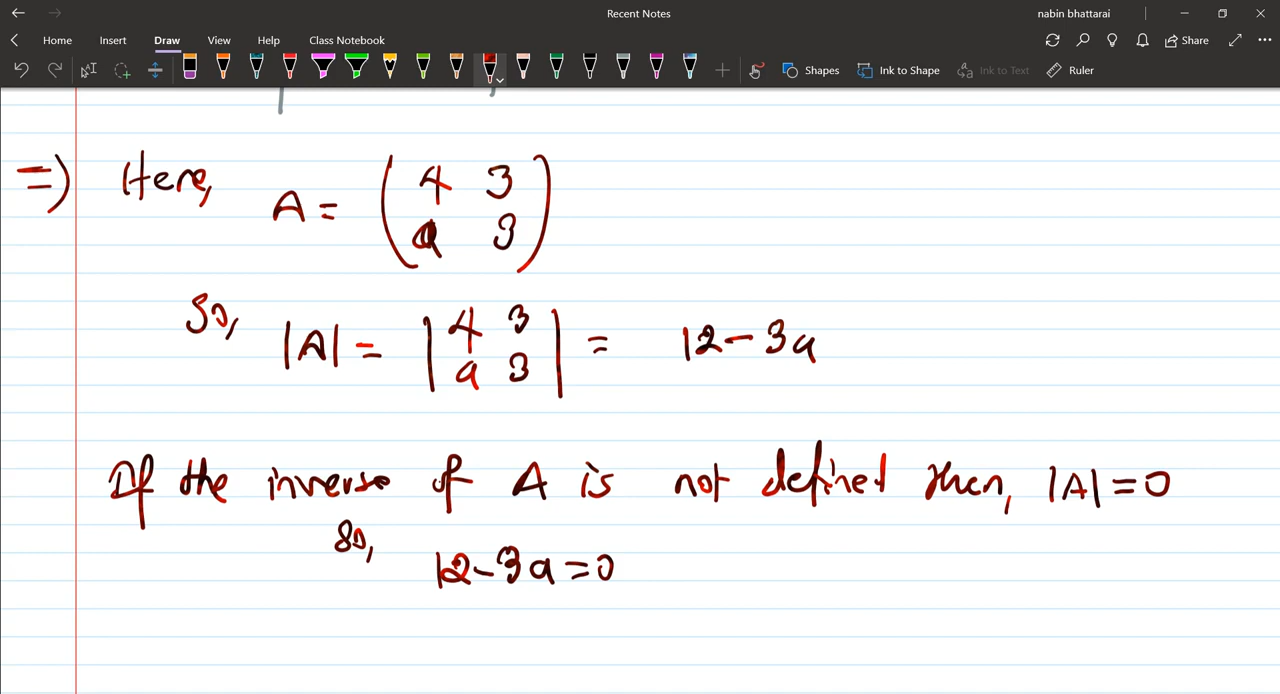 Recent Notes
nabin bhattarai
Home Insert Draw View Help Class Notebook
Share
Shapes Ink to Shape Ink to Text Ruler
=) Here, A = ( 4 3
a 3 )
So, |A| = | 4 3
a 3 | = 12 - 3a
If the inverse of A is not defined then, |A| = 0
So,
12 - 3a = 0